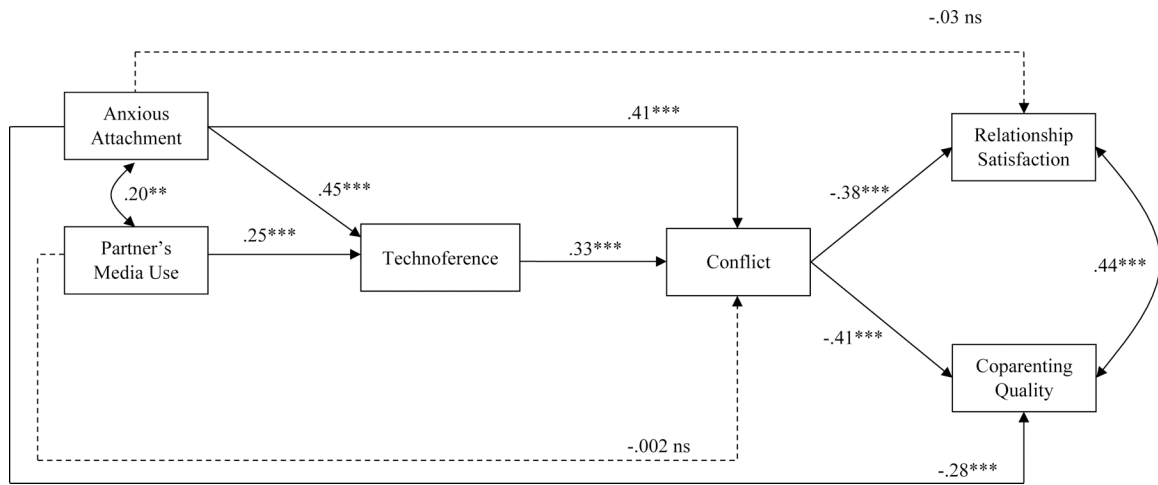 -.03 ns
Anxious
Attachment
.41***
Relationship
Satisfaction
.20**
.45***
-.38***
Partner's
Media Use
.25***
Technoference
.33***
Conflict
.44***
-.41***
Coparenting
Quality
-.002 ns
-.28***